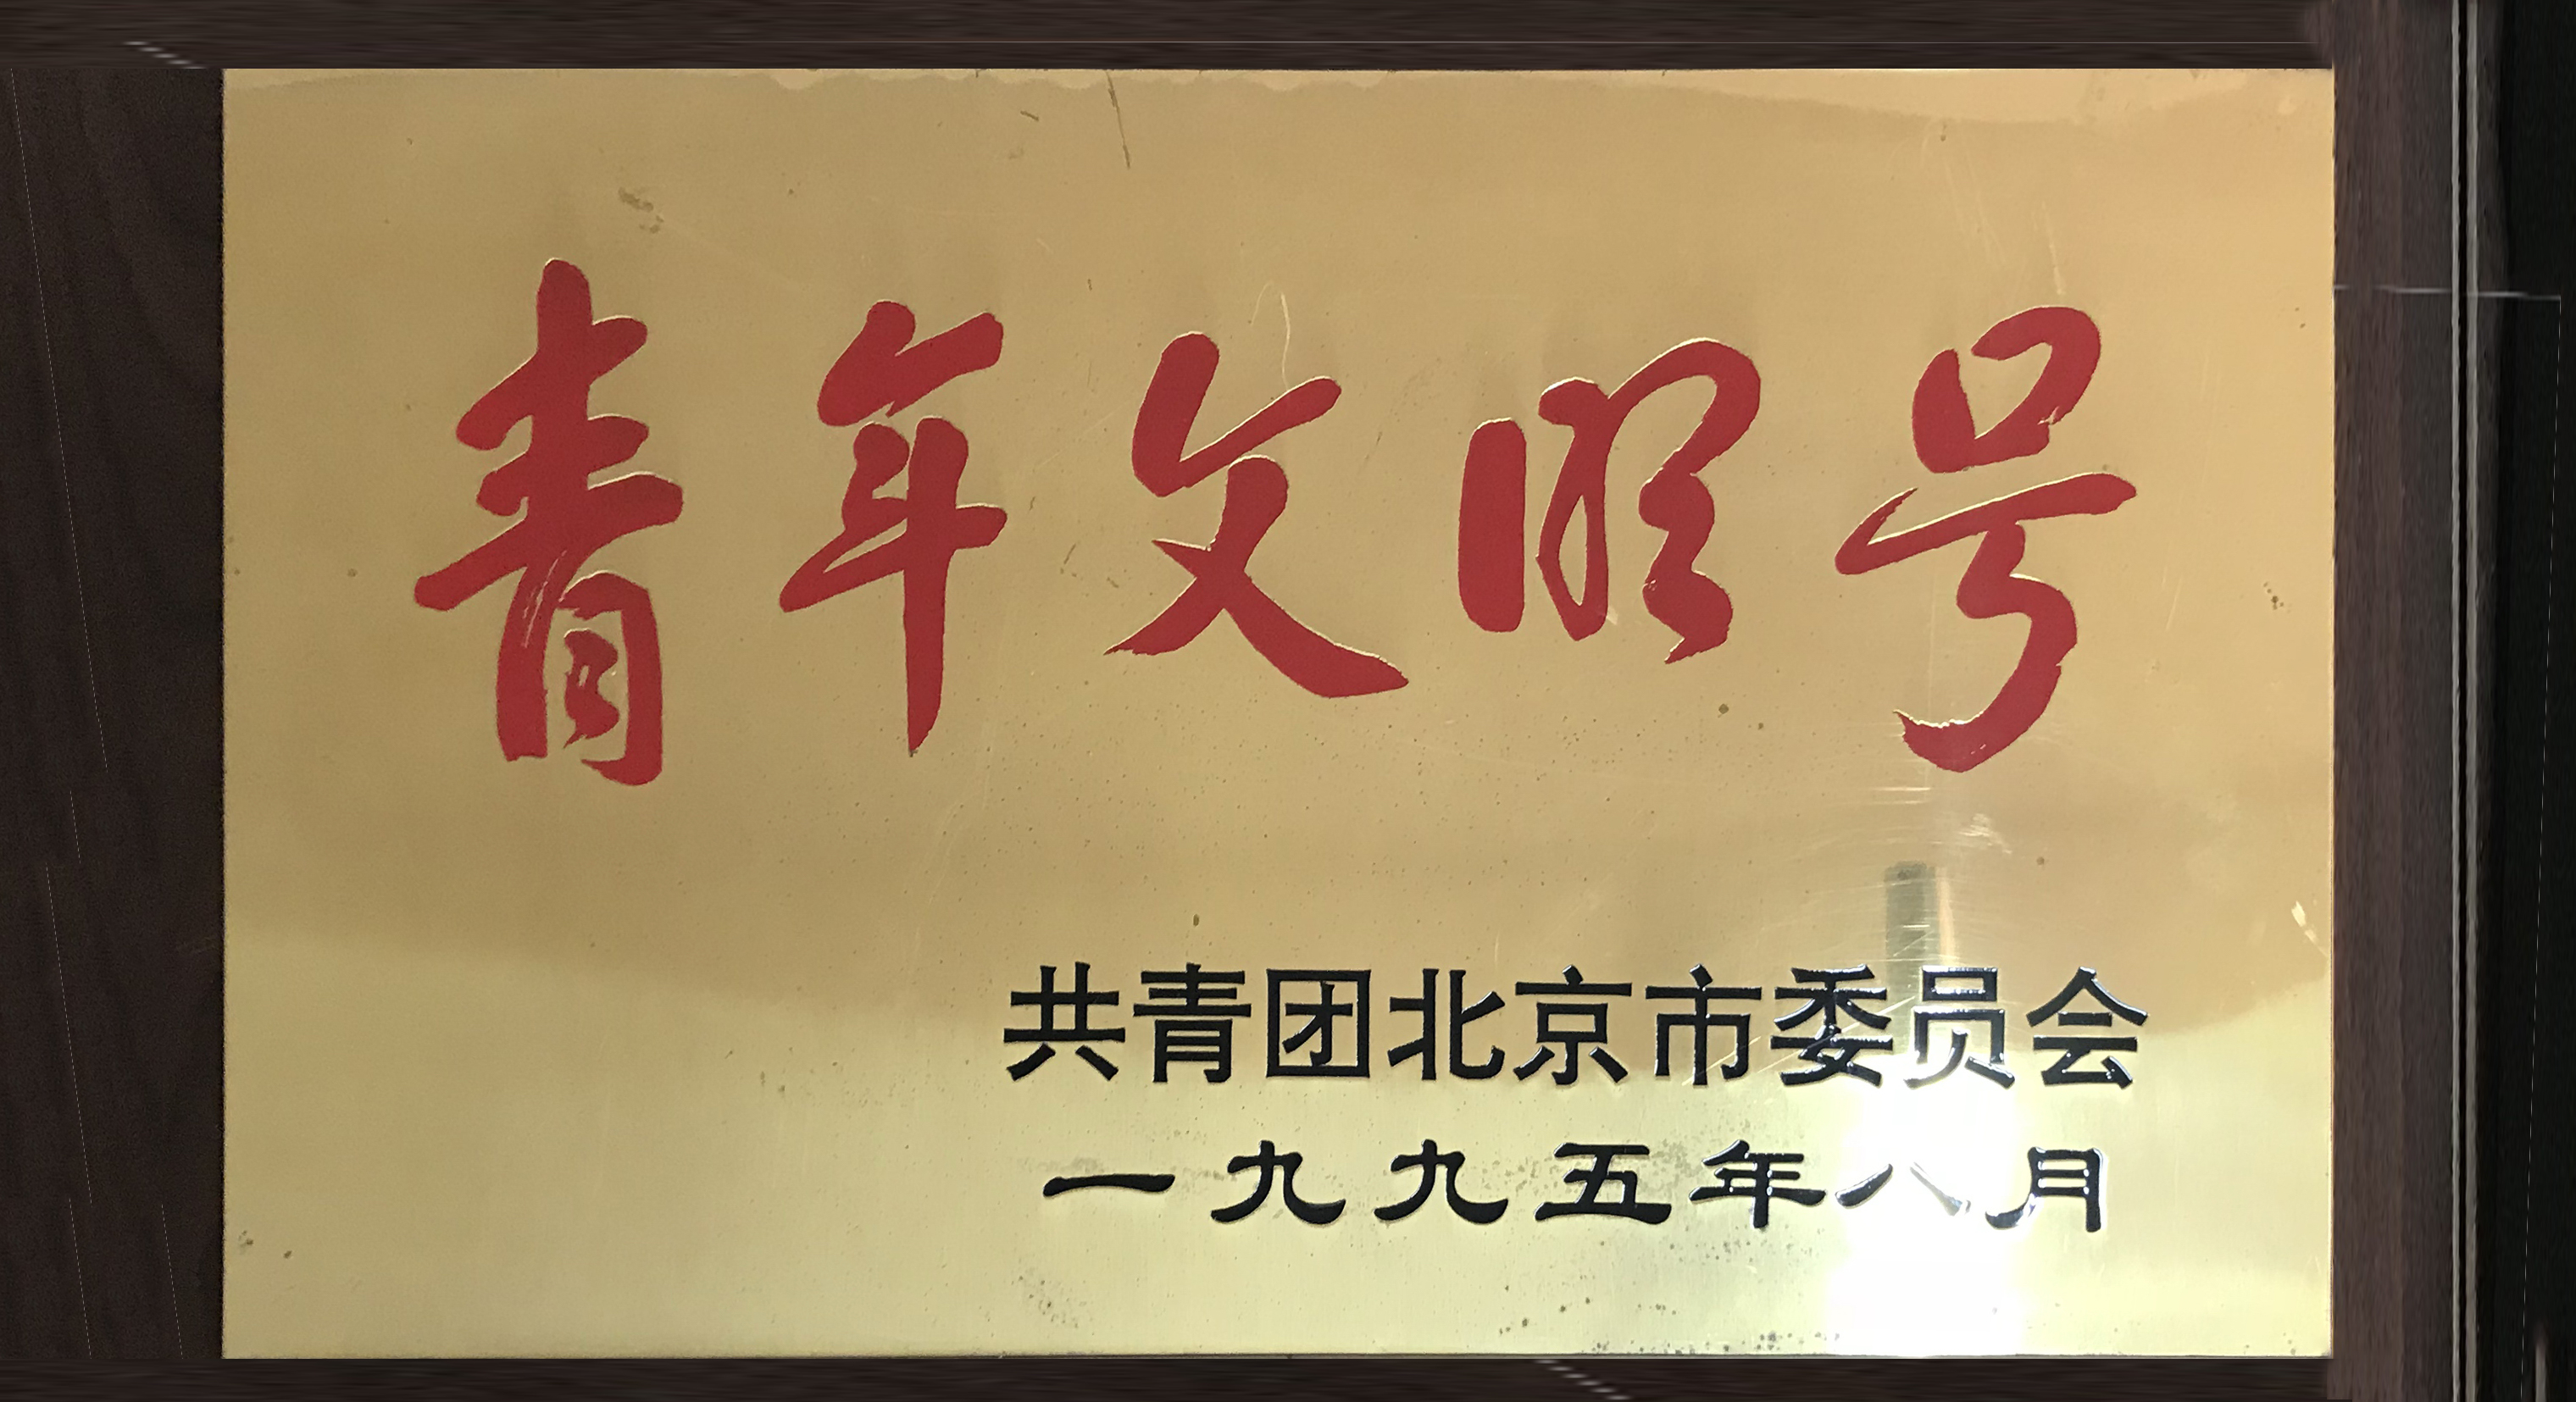 青年文明号
共青团北京市委员会
一九九五年八月